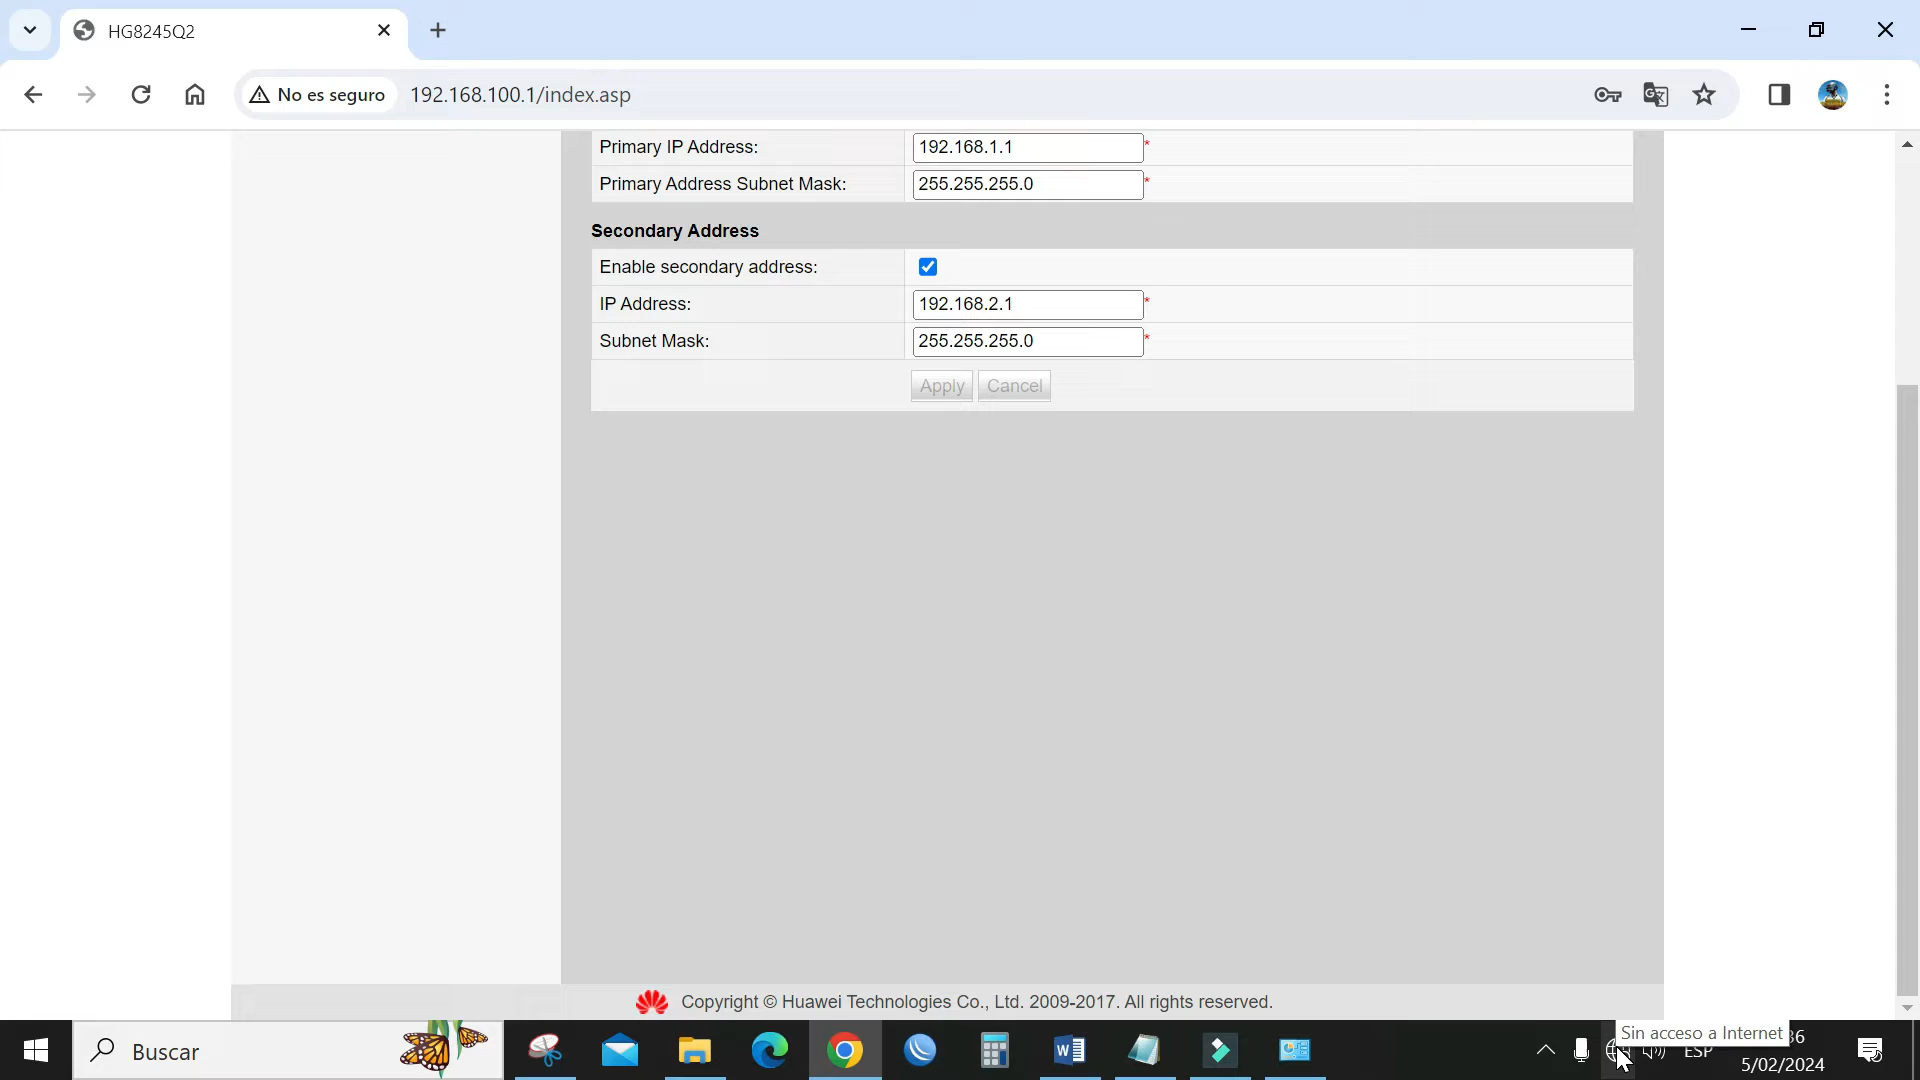 HG8245Q2
No es seguro
192.168.100.1/index.asp
Primary IP Address:
192.168.1.1
*
Primary Address Subnet Mask:
255.255.255.0
*
Secondary Address
Enable secondary address:
IP Address:
192.168.2.1
*
Subnet Mask:
255.255.255.0
*
Apply
Cancel
Copyright © Huawei Technologies Co., Ltd. 2009-2017. All rights reserved.
Buscar
Sin acceso a Internet
36
ESP
5/02/2024